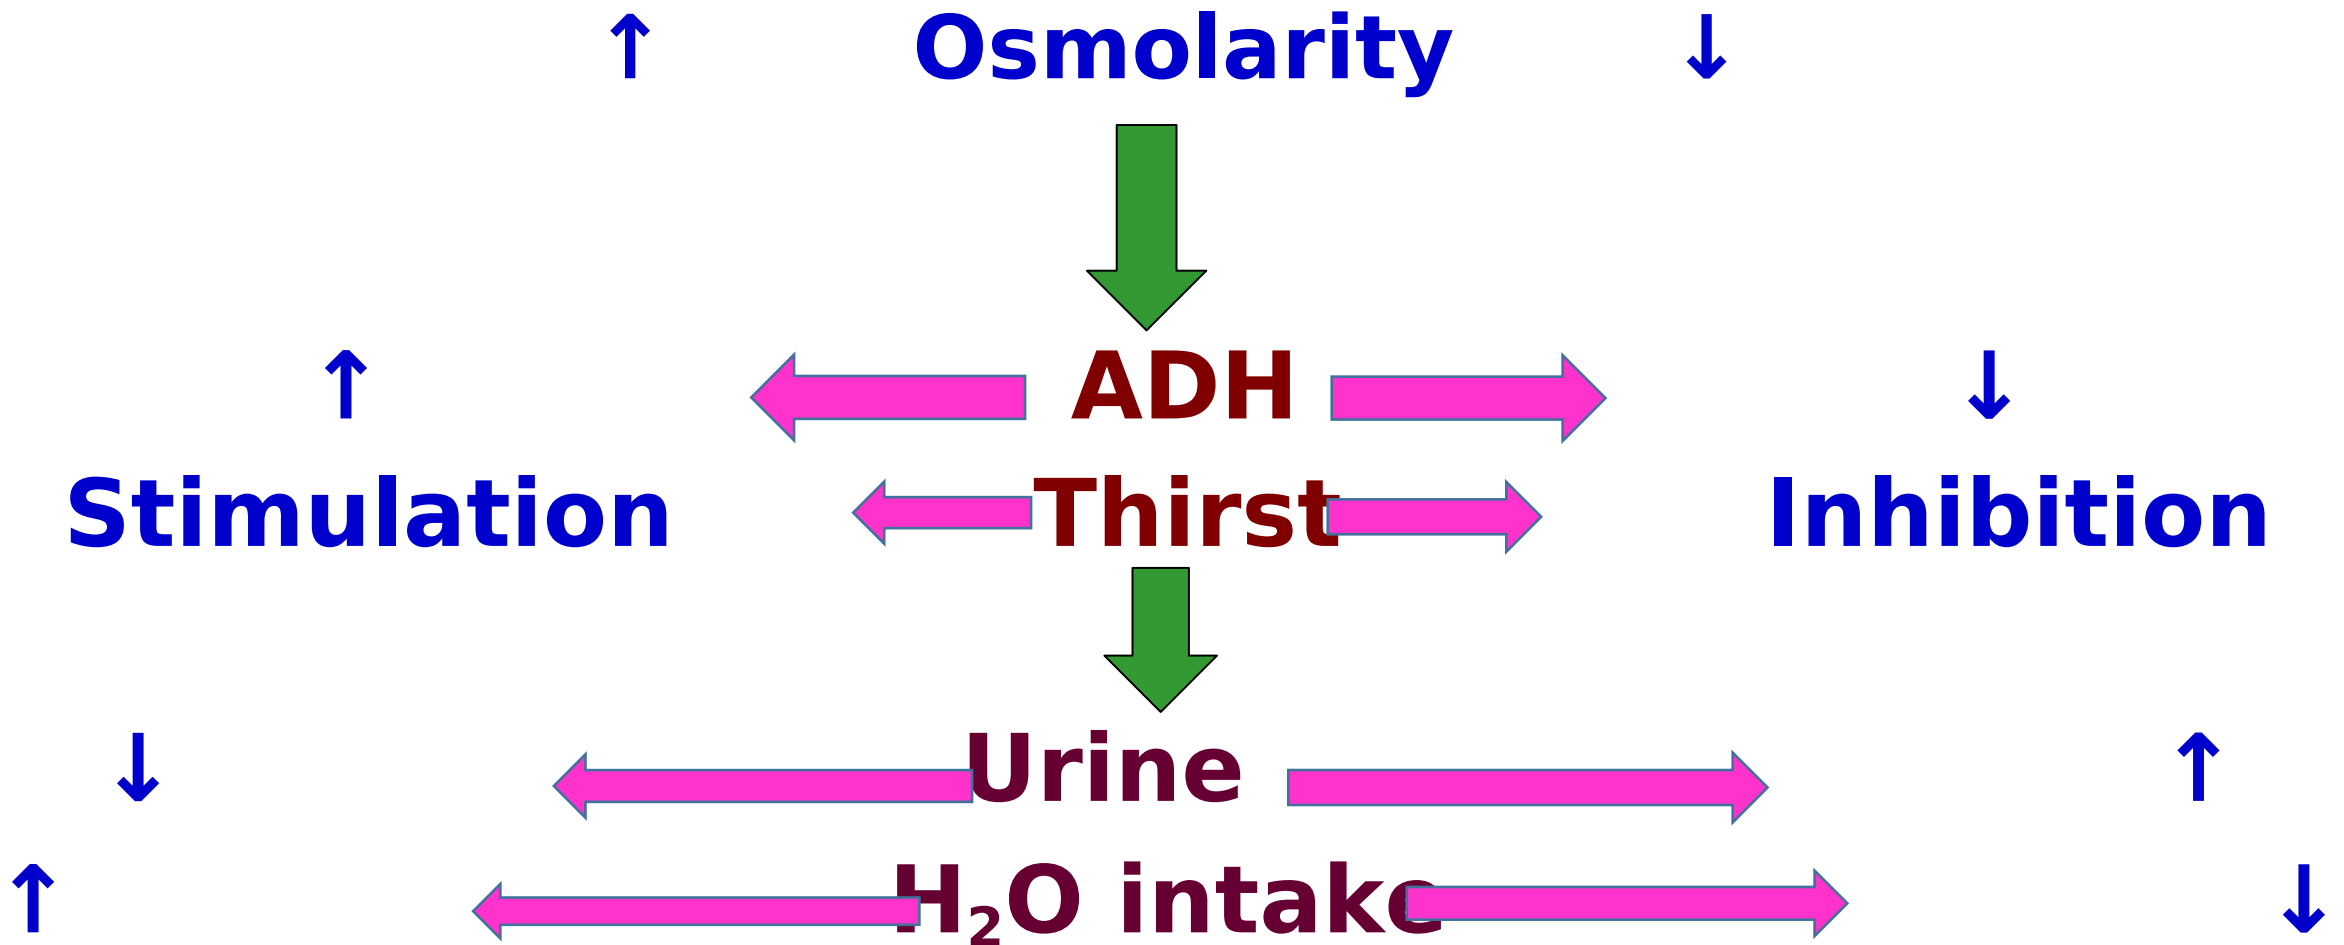 ↑ Osmolarity ↓
↑ ADH ↓
Stimulation Thirst Inhibition
↓ Urine ↑
↑ H₂O intake ↓